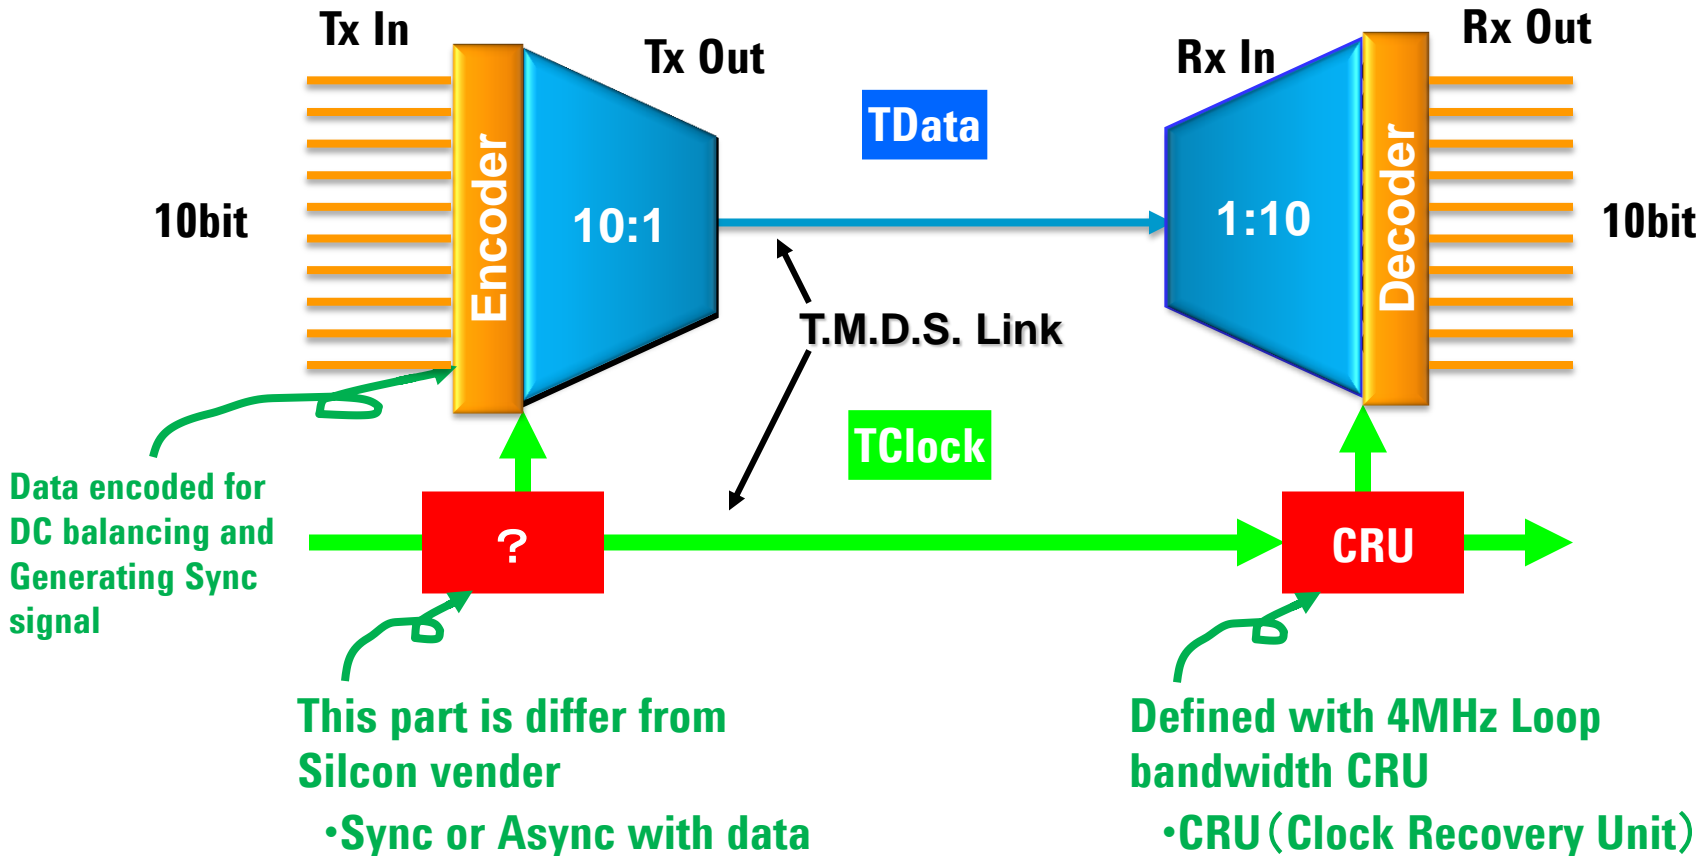 Tx In
Tx Out
Rx In
Rx Out
TData
10bit
Encoder
10:1
1:10
Decoder
10bit
T.M.D.S. Link
TClock
Data encoded for
DC balancing and
Generating Sync
signal
?
CRU
This part is differ from
Silcon vender
•Sync or Async with data
Defined with 4MHz Loop
bandwidth CRU
•CRU（Clock Recovery Unit）